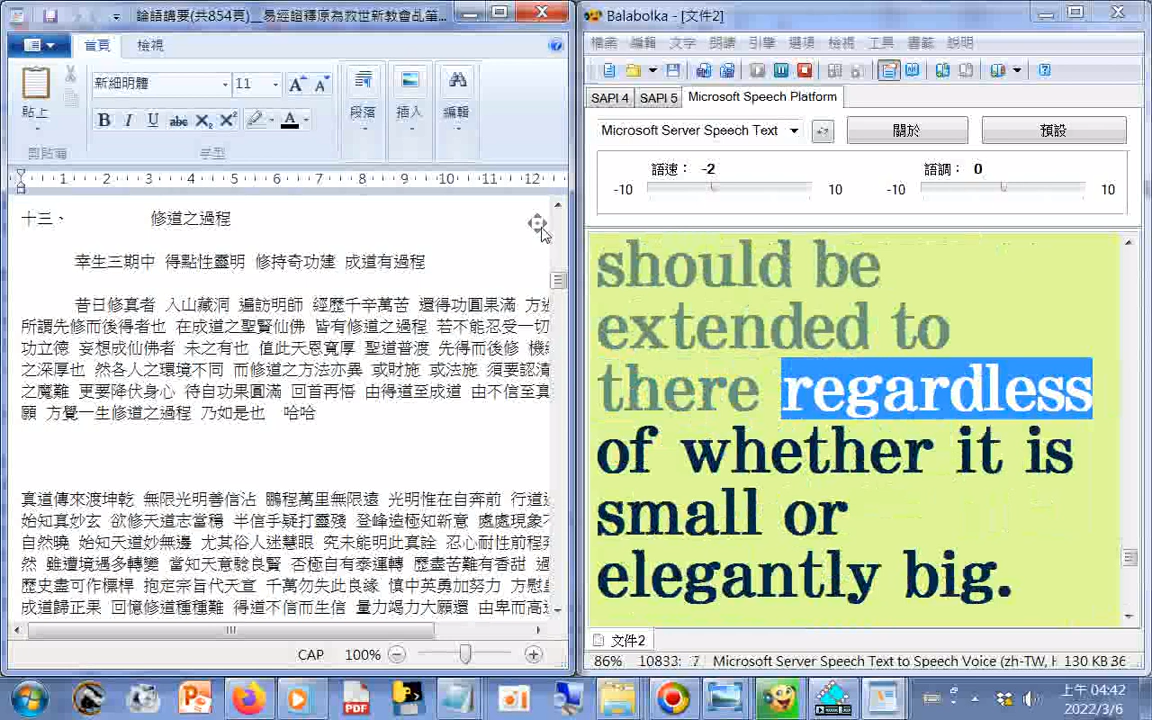 論語講要(共854頁)__易經證釋原為救世新教會乩筆...
首頁
檢視
貼上
剪貼簿
新細明體
11
A
A
B I U abc X₂ X² A
字型
段落
插入
編輯
1 2 3 4 5 6 7 8 9 10 11 12
十三、 修道之過程
幸生三期中 得點性靈明 修持奇功建 成道有過程
昔日修真者 入山藏洞 遍訪明師 經歷千辛萬苦 還得功圓果滿 方
所謂先修而後得者也 在成道之聖賢仙佛 皆有修道之過程 若不能忍受一切
功立德 妄想成仙佛者 未之有也 值此天恩寬厚 聖道普渡 先得而後修 機
之深厚也 然各人之環境不同 而修道之方法亦異 或財施 或法施 須要認清
之魔難 更要降伏身心 待自功果圓滿 回首再悟 由得道至成道 由不信至真
願 方覺一生修道之過程 乃如是也 哈哈
真道傳來渡坤乾 無限光明善信沾 鵬程萬里無限遠 光明惟在自奔前 行道
始知真妙玄 欲修天道志當穩 半信乎疑打靈殘 登峰造極知新意 處處現象
自然曉 始知天道妙無邊 尤其俗人迷慧眼 究未能明此真詮 忍心耐性前程
然 雖遭境遇多轉變 當知天意驗良賢 否極自有泰運轉 歷盡苦難有香甜 過
歷史盡可作標桿 抱定宗旨代天宣 千萬勿失此良緣 慎中英勇加努力 方慰
成道歸正果 回憶修道種種難 得道不信而生信 量力竭力大願還 由卑而高
CAP 100%
Balabolka - [文件2]
檔案 編輯 文字 朗讀 引擎 選項 檢視 工具 書籤 說明
SAPI 4 SAPI 5 Microsoft Speech Platform
Microsoft Server Speech Text
關於
預設
語速： -2
語調： 0
-10 10 -10 10
should be
extended to
there regardless
of whether it is
small or
elegantly big.
文件2
86% 10833: 7 Microsoft Server Speech Text to Speech Voice (zh-TW, H 130 KB 36
PDF
上午 04:42
2022/3/6